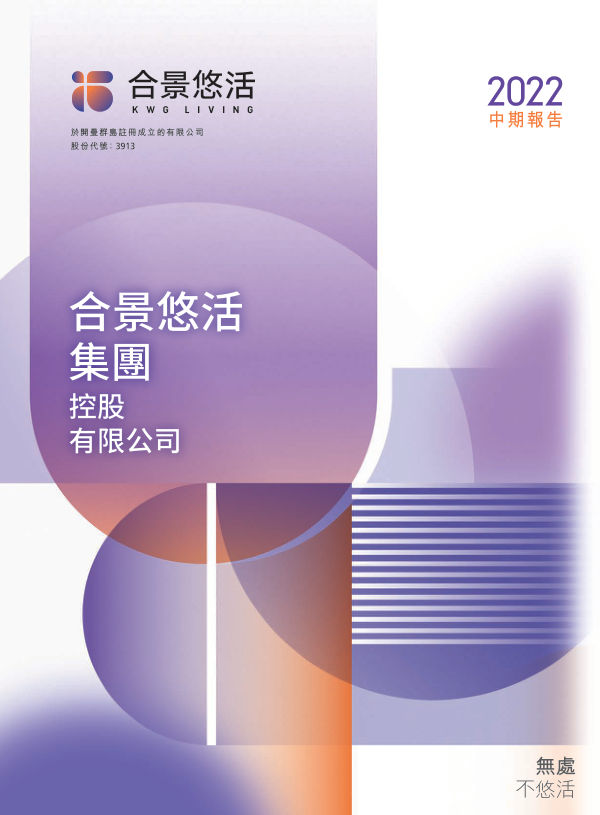 合景悠活
KWG LIVING
於開曼群島註冊成立的有限公司
股份代號：3913
2022
中期報告
合景悠活
集團
控股
有限公司
無處
不悠活